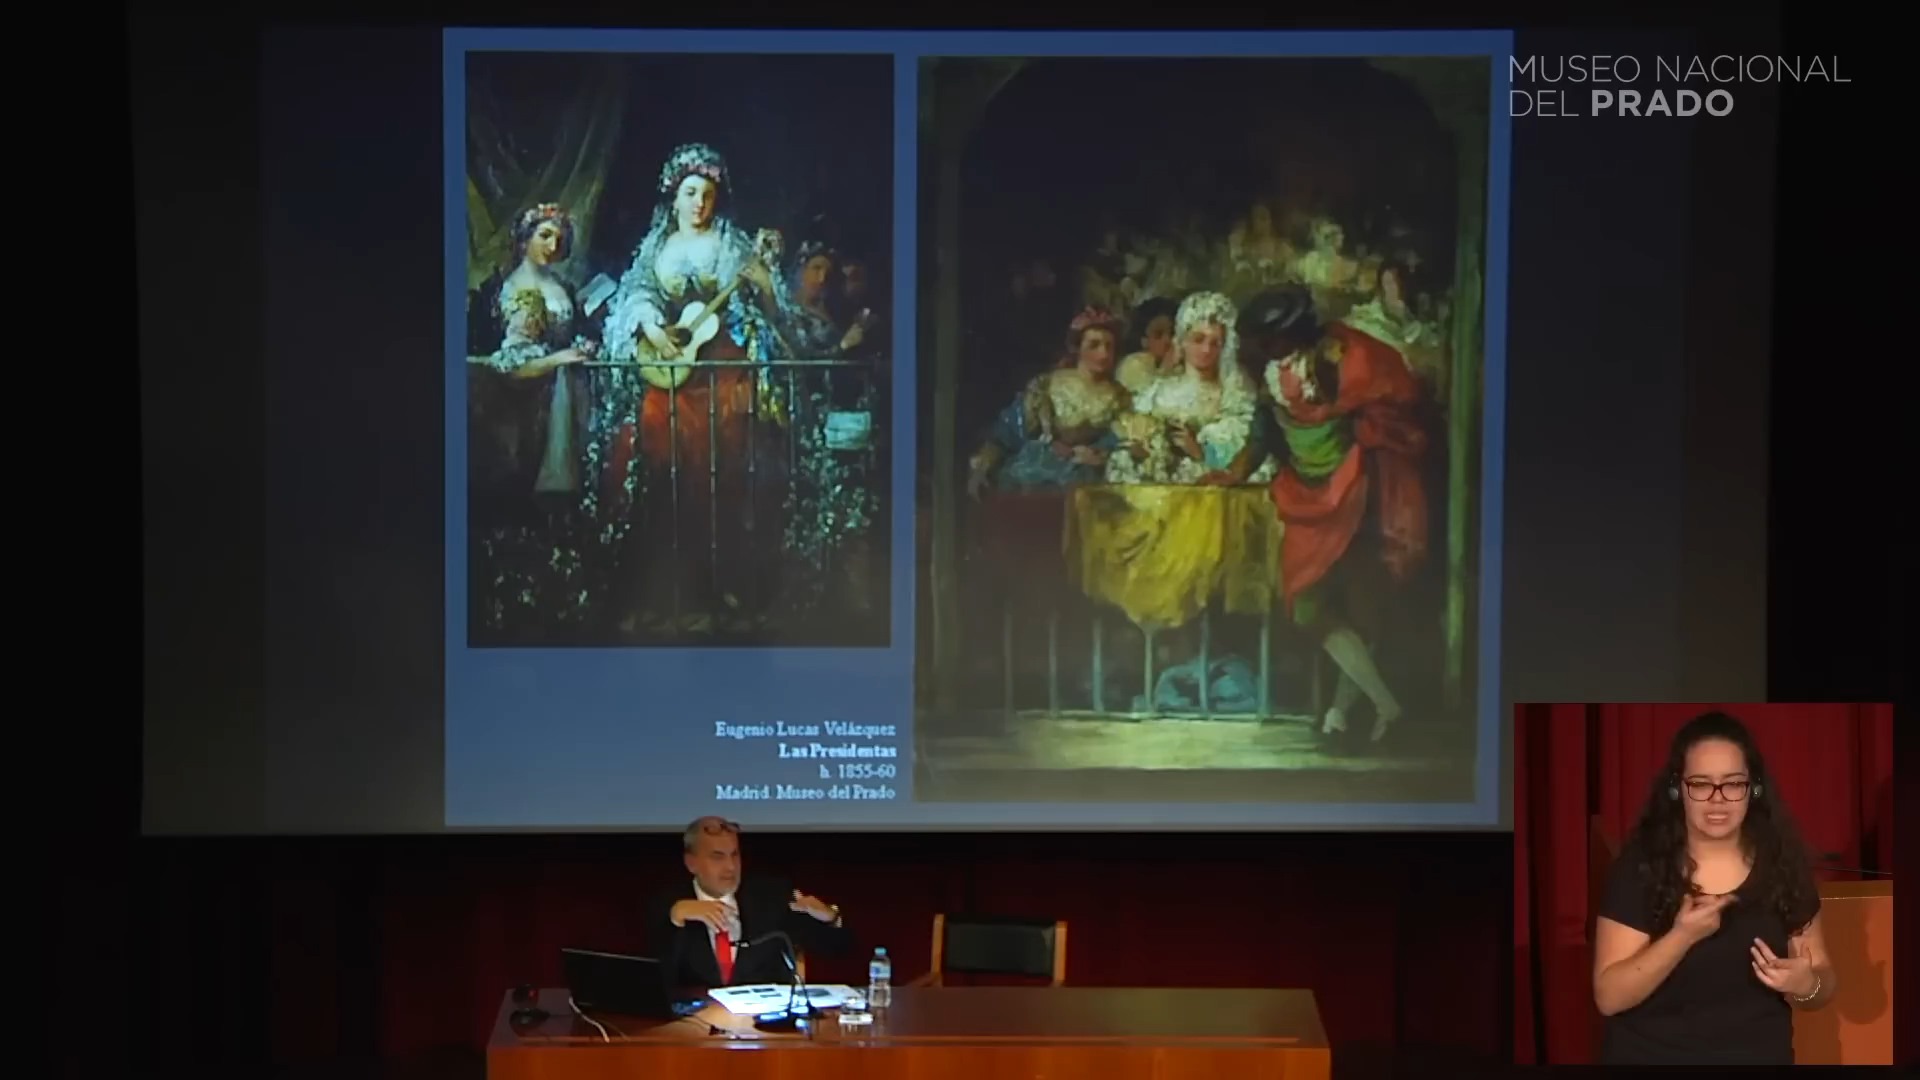 MUSEO NACIONAL
DEL PRADO
Eugenio Lucas Velázquez
Las Presidentas
h. 1855-60
Madrid. Museo del Prado